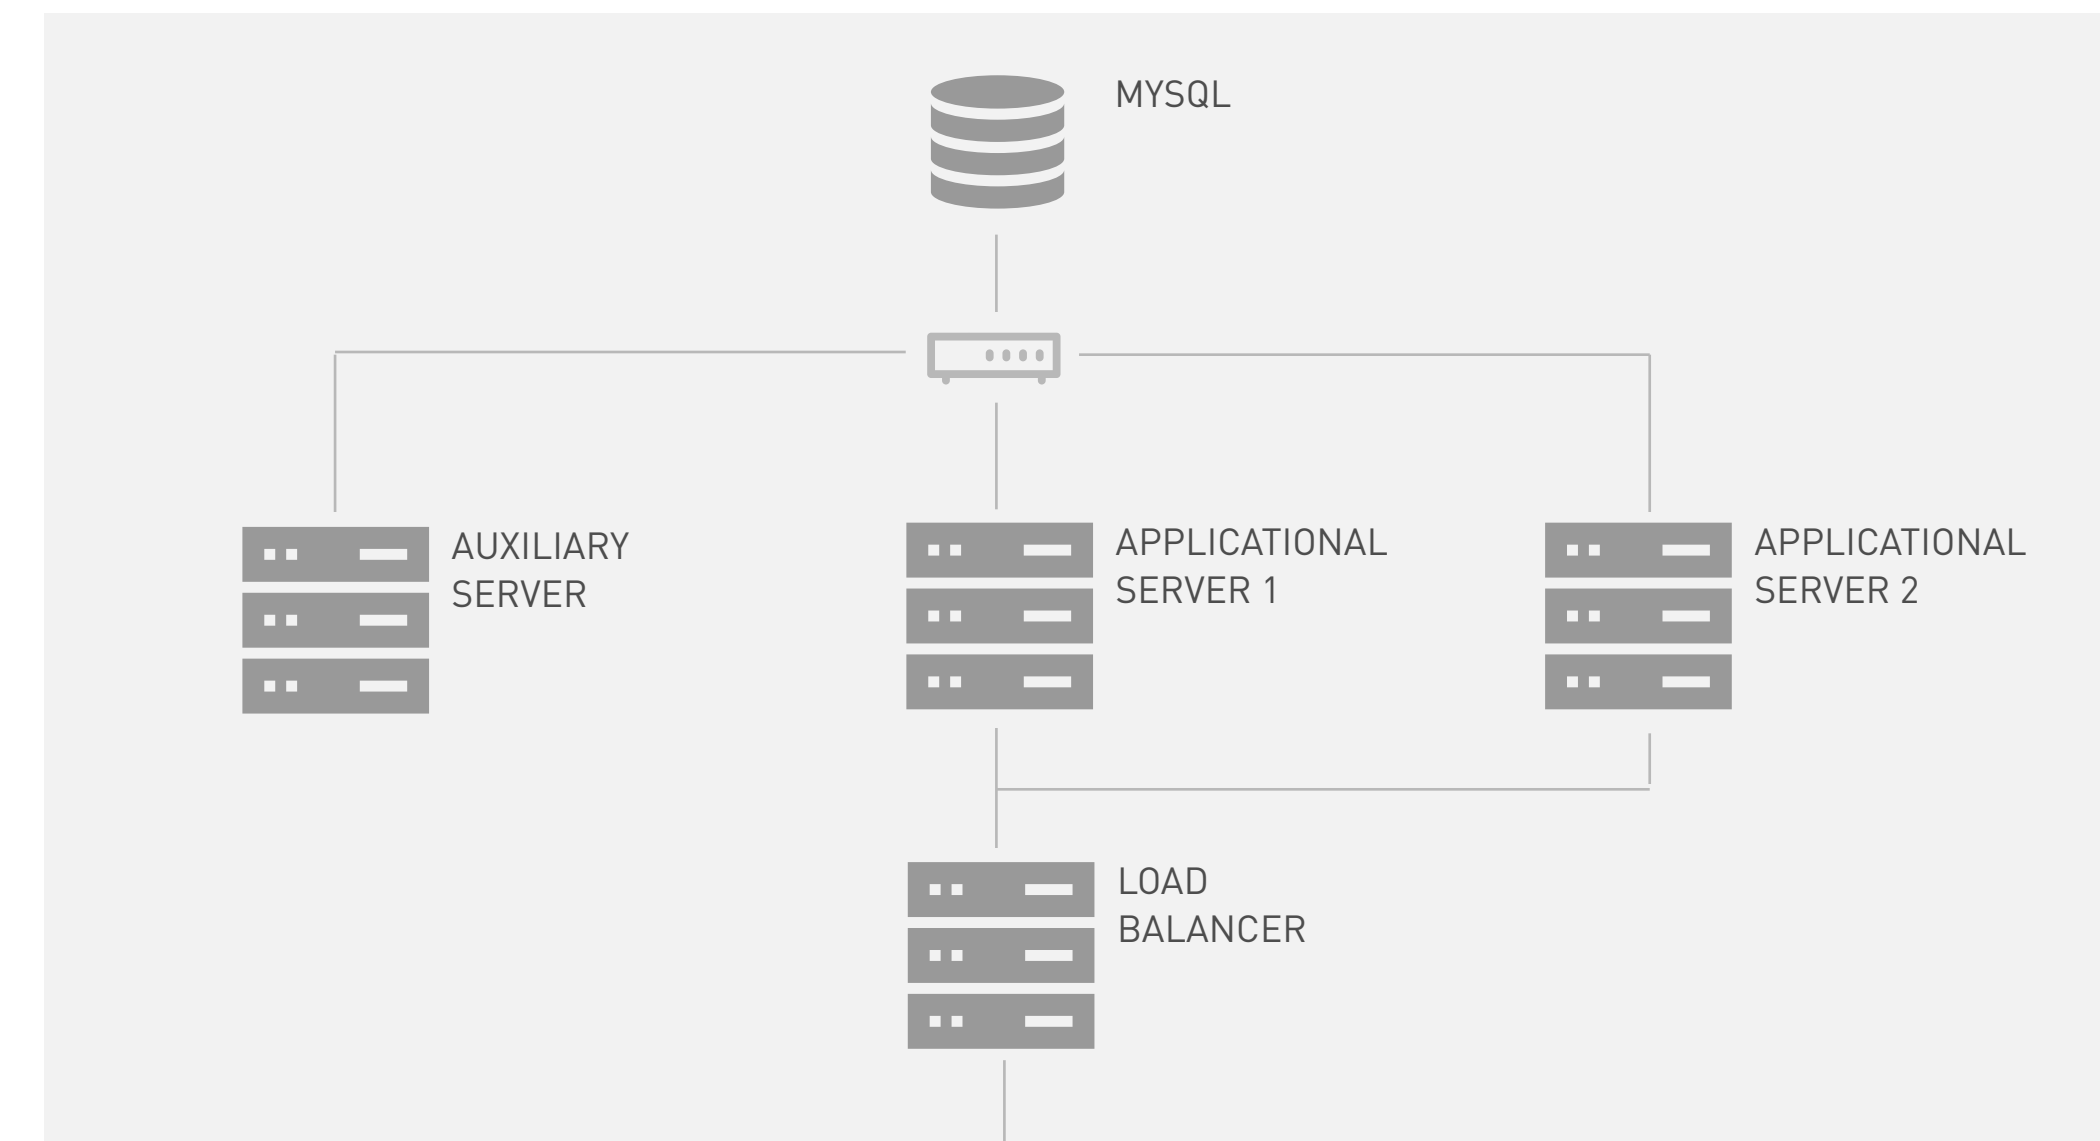 MYSQL
AUXILIARY
SERVER
APPLICATIONAL
SERVER 1
APPLICATIONAL
SERVER 2
LOAD
BALANCER